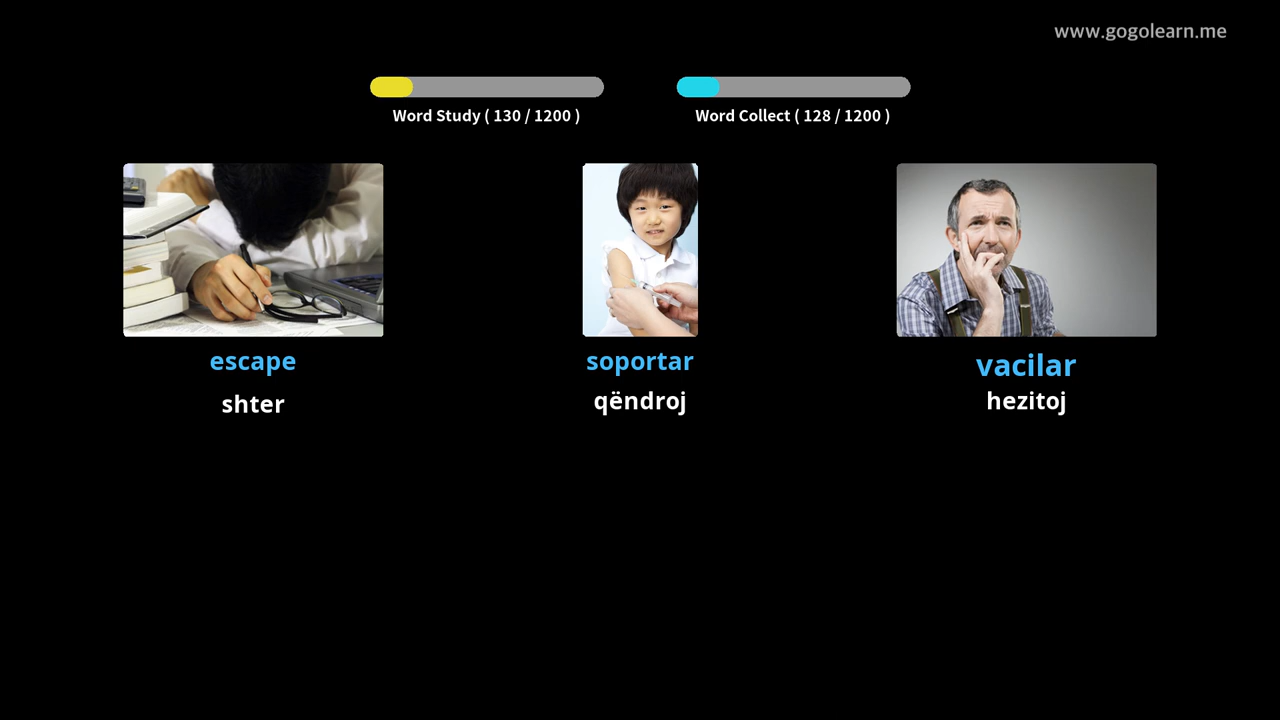 www.gogolearn.me
Word Study ( 130 / 1200 )
Word Collect ( 128 / 1200 )
escape
shter
soportar
qëndroj
vacilar
hezitoj